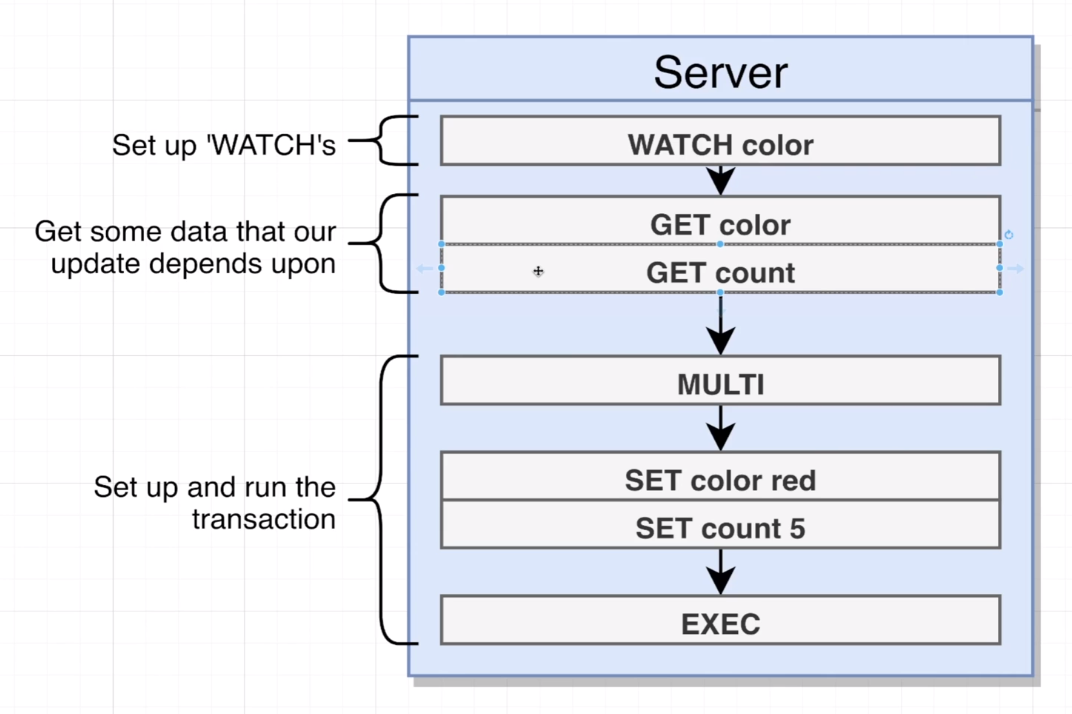 Server
Set up 'WATCH's
WATCH color
Get some data that our
update depends upon
GET color
GET count
MULTI
Set up and run the
transaction
SET color red
SET count 5
EXEC